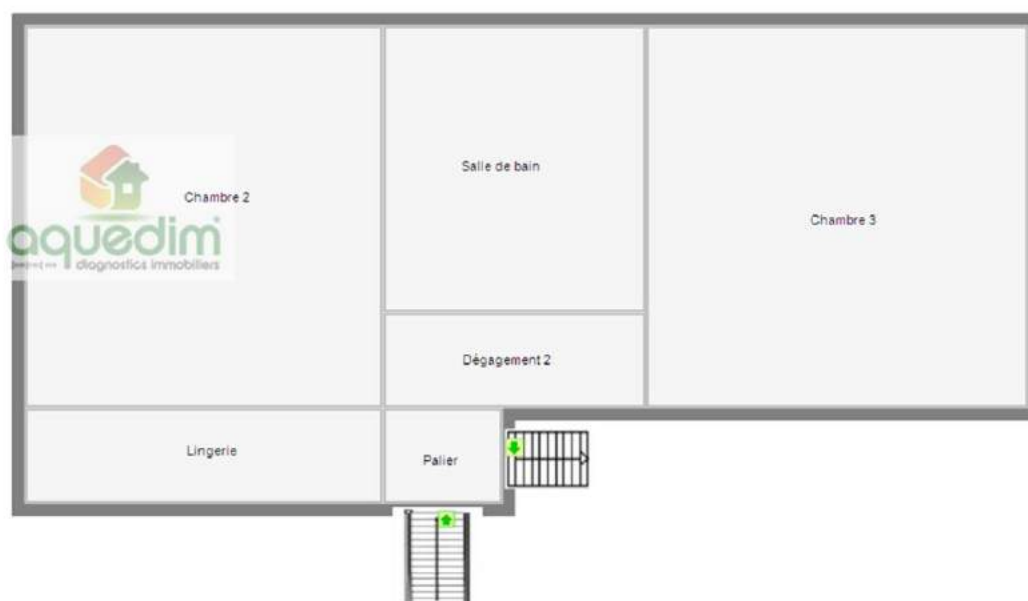 Salle de bain
Chambre 2
Chambre 3
aquedim
diagnostics immobiliers
Dégagement 2
Lingerie
Palier